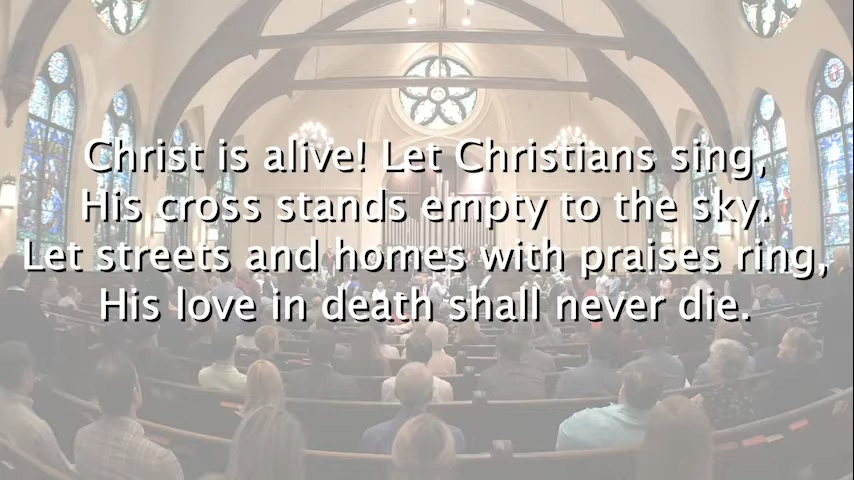 Christ is alive! Let Christians sing,
His cross stands empty to the sky.
Let streets and homes with praises ring,
His love in death shall never die.